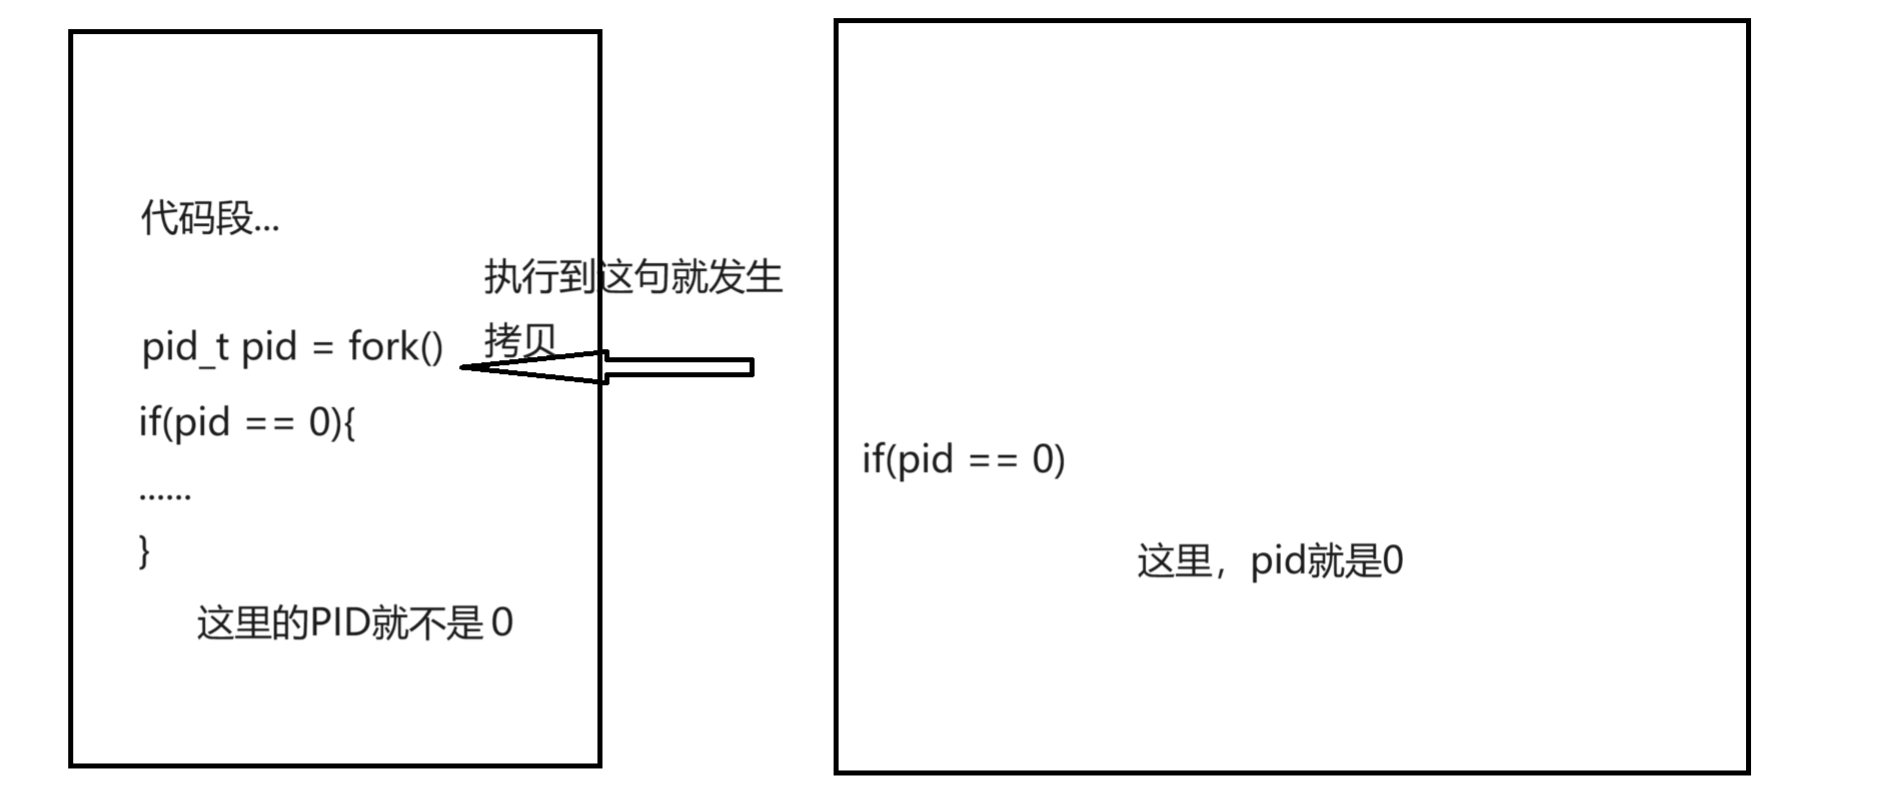 代码段...
执行到这句就发生
拷贝
pid_t pid = fork()
if(pid == 0){
......
}
这里的PID就不是 0
if(pid == 0)
这里，pid就是0